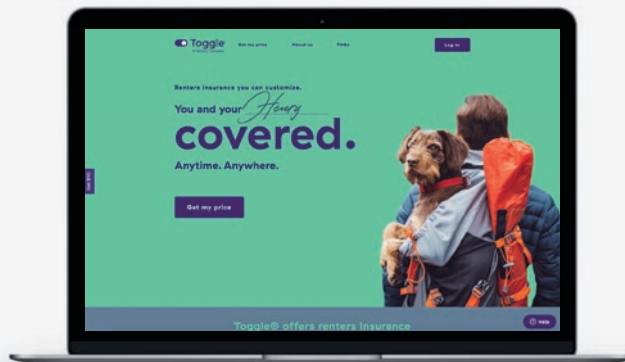 Toggle
Get my price
About us
FAQs
Log in
Renters insurance you can customize.
You and your Henry
covered.
Anytime. Anywhere.
Get my price
Help
Toggle® offers renters insurance